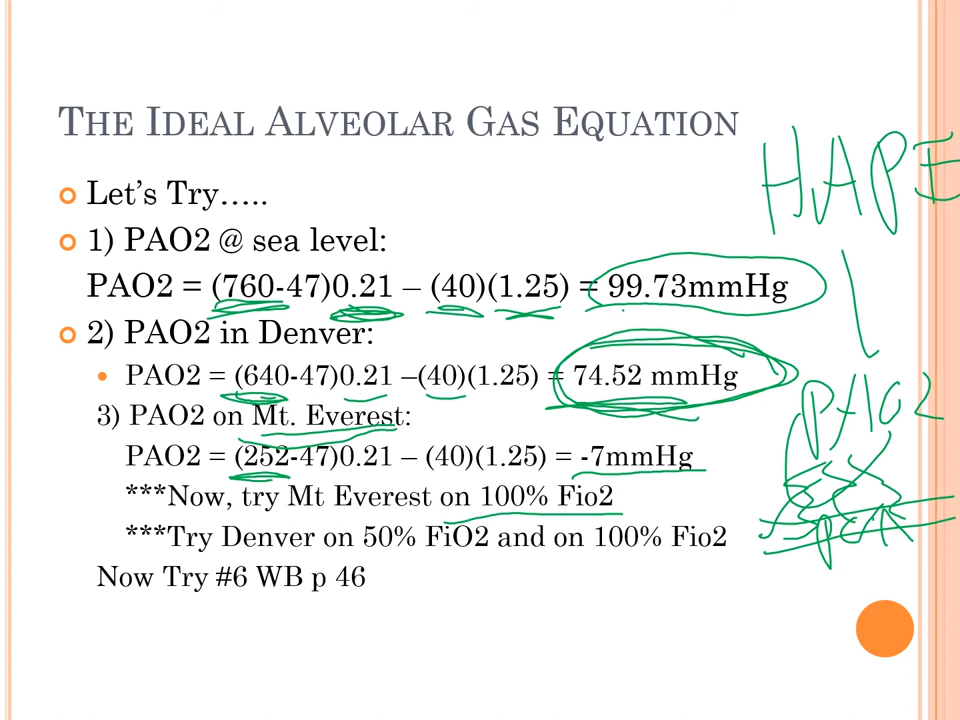 THE IDEAL ALVEOLAR GAS EQUATION
HAPE
Let's Try…..
1) PAO2 @ sea level:
PAO2 = (760-47)0.21 – (40)(1.25) = 99.73mmHg
2) PAO2 in Denver:
PAO2 = (640-47)0.21 –(40)(1.25) = 74.52 mmHg
PAO2
3) PAO2 on Mt. Everest:
PAO2 = (252-47)0.21 – (40)(1.25) = -7mmHg
***Now, try Mt Everest on 100% Fio2
***Try Denver on 50% FiO2 and on 100% Fio2
Now Try #6 WB p 46